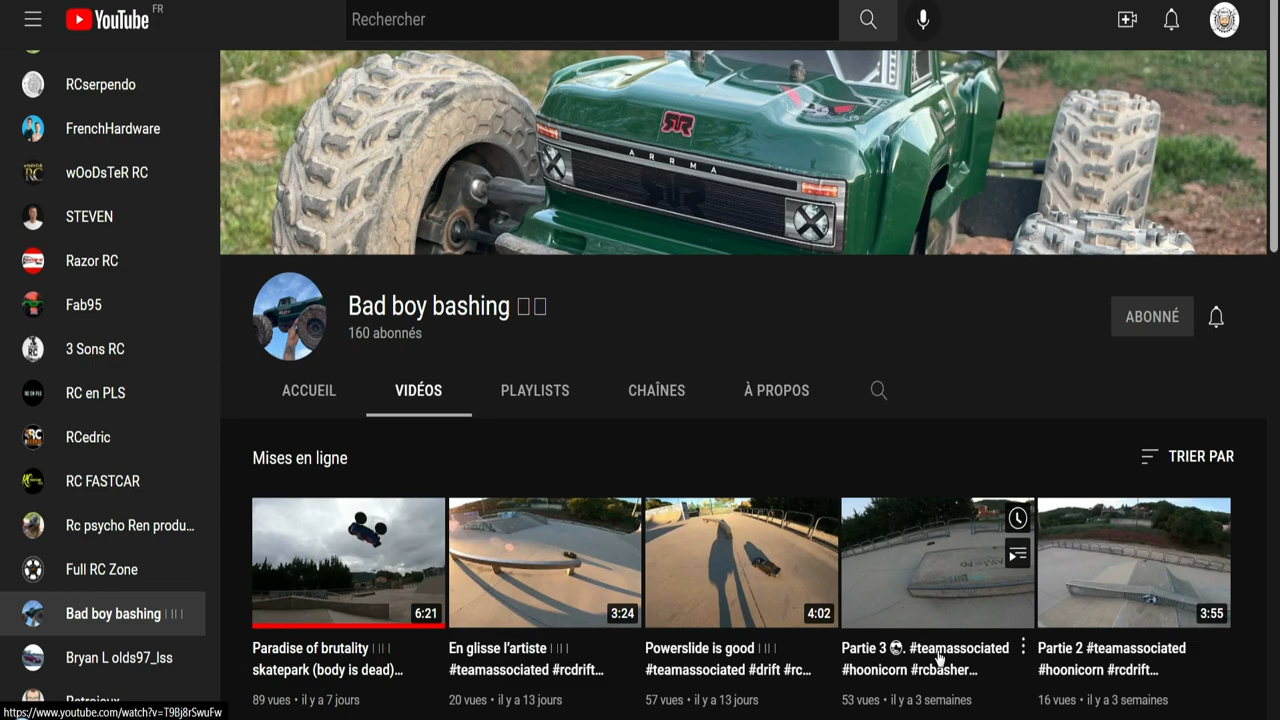 YouTube FR
Rechercher
RCserpendo
FrenchHardware
wOoDsTeR RC
STEVEN
Razor RC
Fab95
3 Sons RC
RC en PLS
RCedric
RC FASTCAR
Rc psycho Ren produ...
Full RC Zone
Bad boy bashing
Bryan L olds97_lss
ARRMA
Bad boy bashing
160 abonnés
ABONNÉ
ACCUEIL VIDÉOS PLAYLISTS CHAÎNES À PROPOS
Mises en ligne
TRIER PAR
6:21
Paradise of brutality
skatepark (body is dead)...
89 vues • il y a 7 jours
3:24
En glisse l'artiste
#teamassociated #rcdrift...
20 vues • il y a 13 jours
4:02
Powerslide is good
#teamassociated #drift #rc...
57 vues • il y a 13 jours
Partie 3 😎. #teamassociated
#hoonicorn #rcbasher...
53 vues • il y a 3 semaines
3:55
Partie 2 #teamassociated
#hoonicorn #rcdrift...
16 vues • il y a 3 semaines
https://www.youtube.com/watch?v=T9Bj8rSwuFw